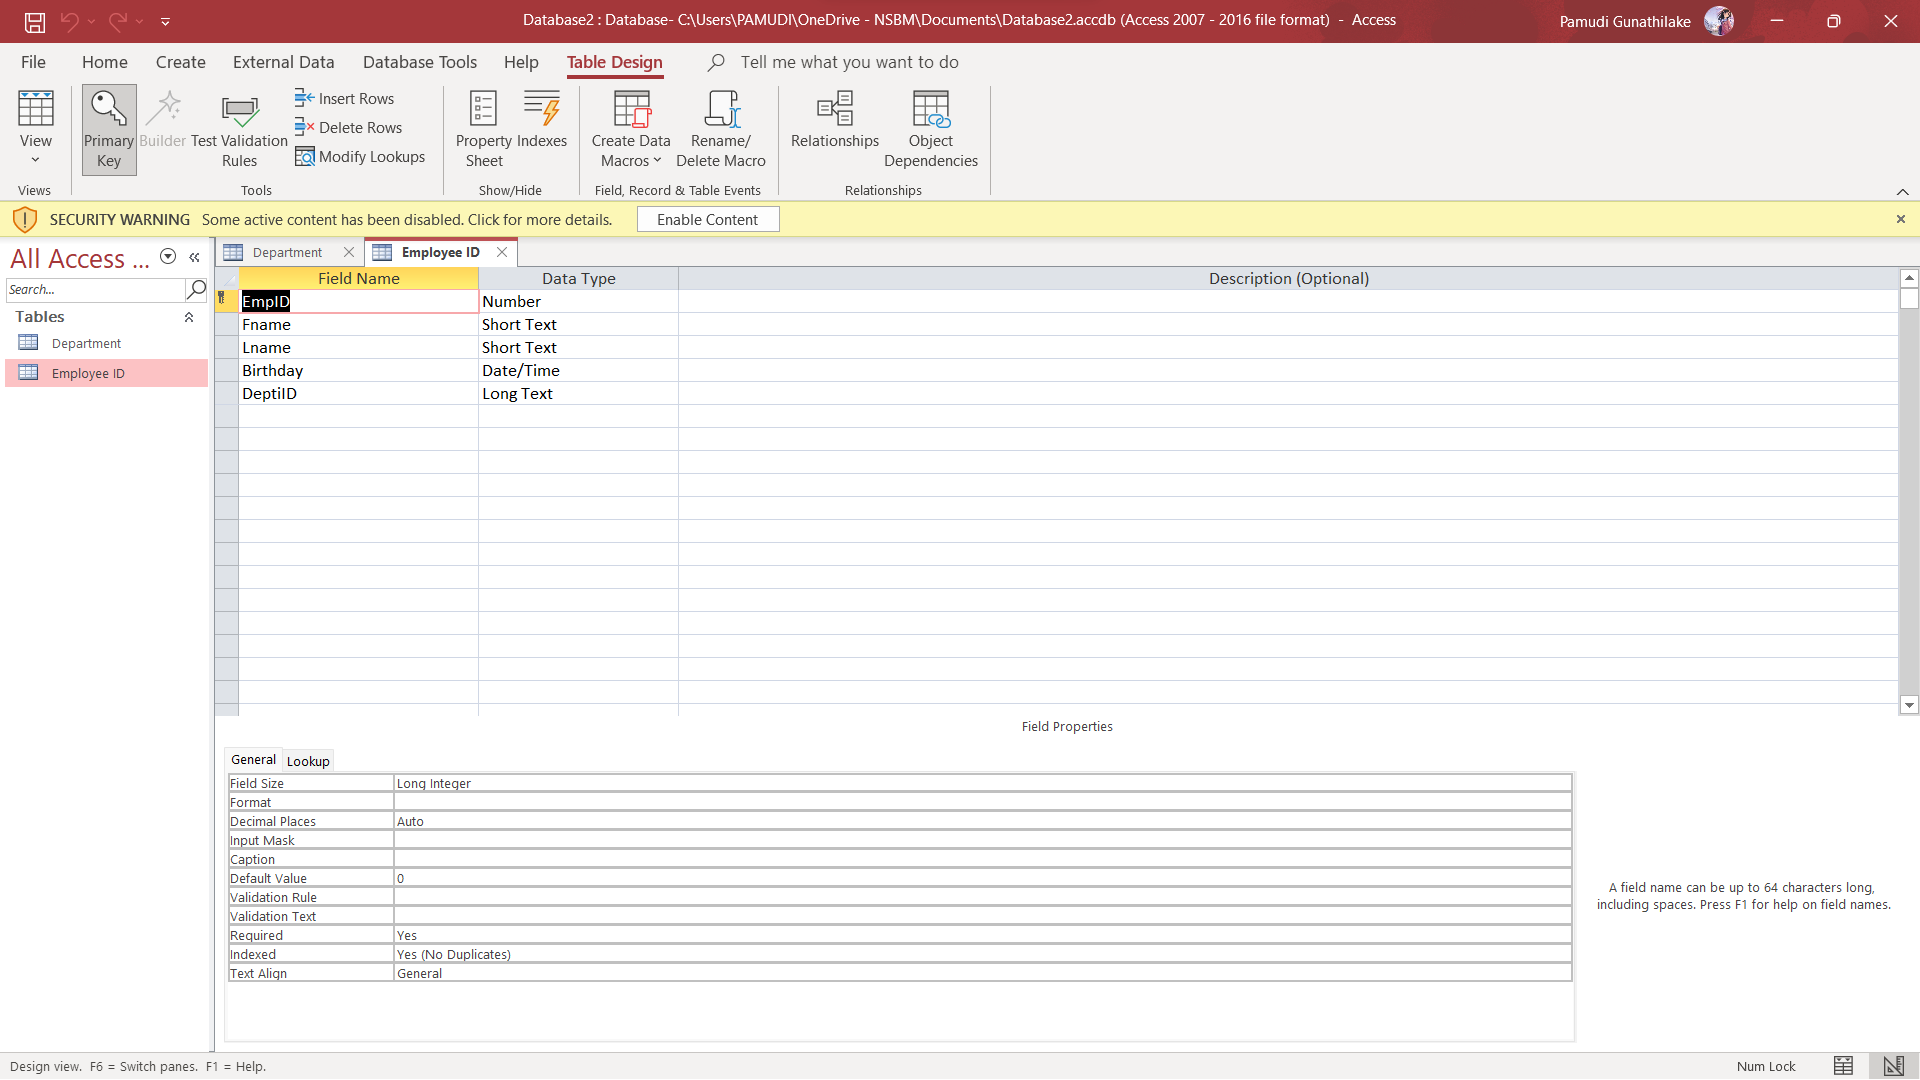 Database2 : Database- C:\Users\PAMUDI\OneDrive - NSBM\Documents\Database2.accdb (Access 2007 - 2016 file format)  -  Access
Pamudi Gunathilake
File Home Create External Data Database Tools Help Table Design Tell me what you want to do
View
Primary Key
Builder
Test Validation Rules
Insert Rows
Delete Rows
Modify Lookups
Property Sheet
Indexes
Create Data Macros
Rename/ Delete Macro
Relationships
Object Dependencies
Views Tools Show/Hide Field, Record & Table Events Relationships
SECURITY WARNING Some active content has been disabled. Click for more details. Enable Content
All Access ...
Search...
Tables
Department
Employee ID
Department Employee ID
Field Name Data Type Description (Optional)
EmpID Number
Fname Short Text
Lname Short Text
Birthday Date/Time
DeptiID Long Text
Field Properties
General Lookup
Field Size Long Integer
Format
Decimal Places Auto
Input Mask
Caption
Default Value 0
Validation Rule
Validation Text
Required Yes
Indexed Yes (No Duplicates)
Text Align General
A field name can be up to 64 characters long,
including spaces. Press F1 for help on field names.
Design view.  F6 = Switch panes.  F1 = Help.
Num Lock